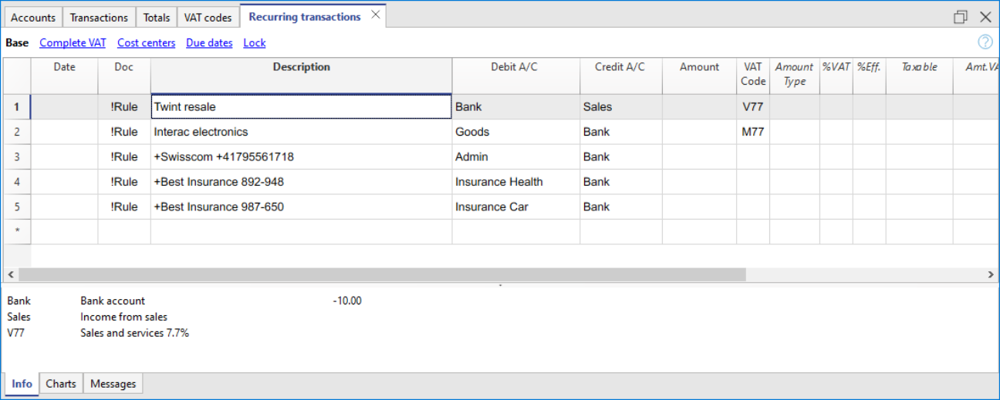 Accounts Transactions Totals VAT codes Recurring transactions
Base Complete VAT Cost centers Due dates Lock ?
Date Doc Description Debit A/C Credit A/C Amount VAT Code Amount Type %VAT %Eff. Taxable Amt.VA
1 !Rule Twint resale Bank Sales V77
2 !Rule Interac electronics Goods Bank M77
3 !Rule +Swisscom +41795561718 Admin Bank
4 !Rule +Best Insurance 892-948 Insurance Health Bank
5 !Rule +Best Insurance 987-650 Insurance Car Bank
*
Bank Bank account -10.00
Sales Income from sales
V77 Sales and services 7.7%
Info Charts Messages